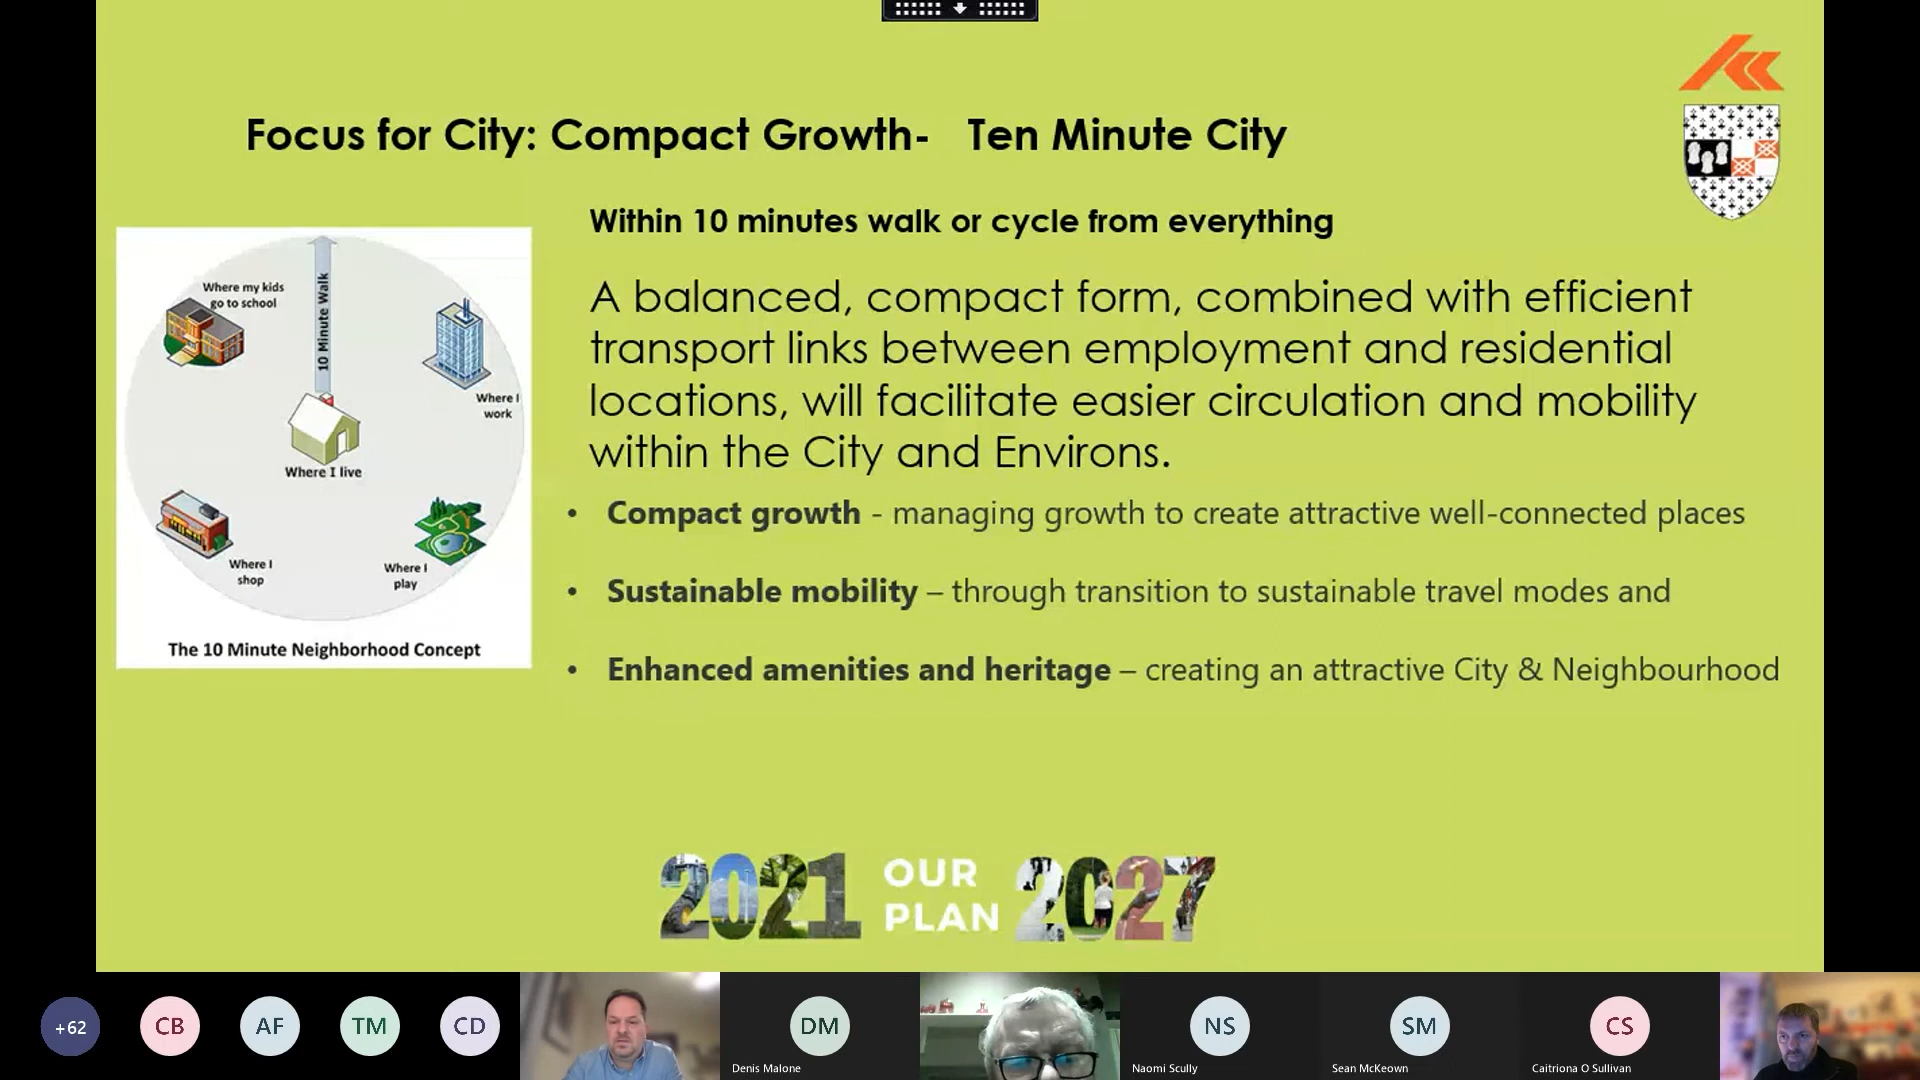 Focus for City: Compact Growth- Ten Minute City
Within 10 minutes walk or cycle from everything
A balanced, compact form, combined with efficient
transport links between employment and residential
locations, will facilitate easier circulation and mobility
within the City and Environs.
• Compact growth - managing growth to create attractive well-connected places
• Sustainable mobility – through transition to sustainable travel modes and
• Enhanced amenities and heritage – creating an attractive City & Neighbourhood
Where my kids
go to school
10 Minute Walk
Where I
work
Where I live
Where I
shop
Where I
play
The 10 Minute Neighborhood Concept
2021 OUR PLAN 2027
+62
CB
AF
TM
CD
DM
Denis Malone
NS
Naomi Scully
SM
Sean McKeown
CS
Caitriona O Sullivan